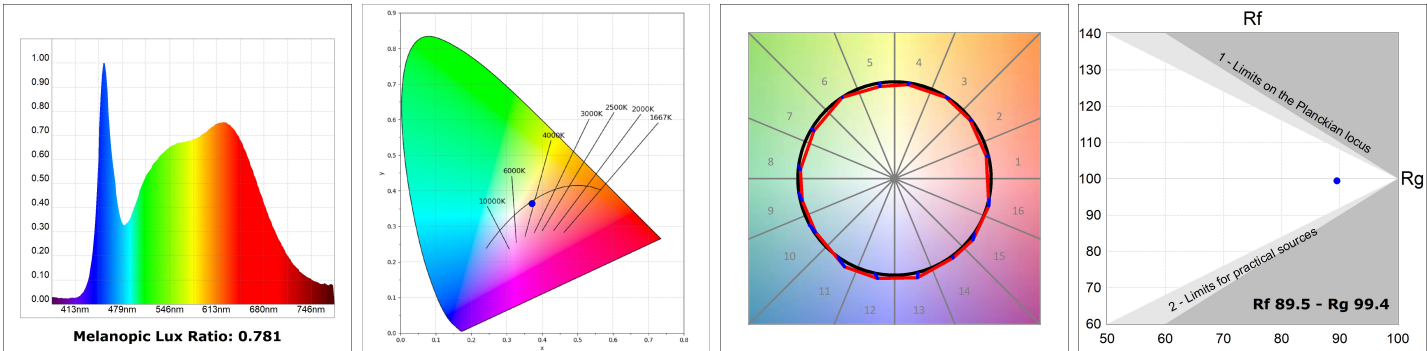 1.00
0.90
0.80
0.70
0.60
0.50
0.40
0.30
0.20
0.10
0.00
413nm 479nm 546nm 613nm 680nm 746nm
Melanopic Lux Ratio: 0.781
0.9
0.8
0.7
0.6
0.5
0.4
0.3
0.2
0.1
0.0
y
0.0 0.1 0.2 0.3 0.4 0.5 0.6 0.7 0.8
x
10000K
6000K
4000K
3000K
2500K
2000K
1667K
1
2
3
4
5
6
7
8
9
10
11
12
13
14
15
16
Rf
140
130
120
110
100
90
80
70
60
50 60 70 80 90 100
Rg
1 - Limits on the Planckian locus
2 - Limits for practical sources
Rf 89.5 - Rg 99.4